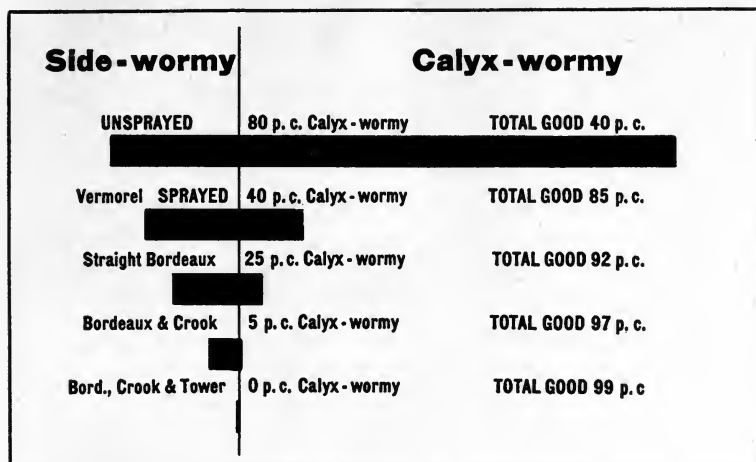 Side-wormy Calyx-wormy
UNSPRAYED 80 p. c. Calyx-wormy TOTAL GOOD 40 p. c.
Vermorel SPRAYED 40 p. c. Calyx-wormy TOTAL GOOD 85 p. c.
Straight Bordeaux 25 p. c. Calyx-wormy TOTAL GOOD 92 p. c.
Bordeaux & Crook 5 p. c. Calyx-wormy TOTAL GOOD 97 p. c.
Bord., Crook & Tower 0 p. c. Calyx-wormy TOTAL GOOD 99 p. c